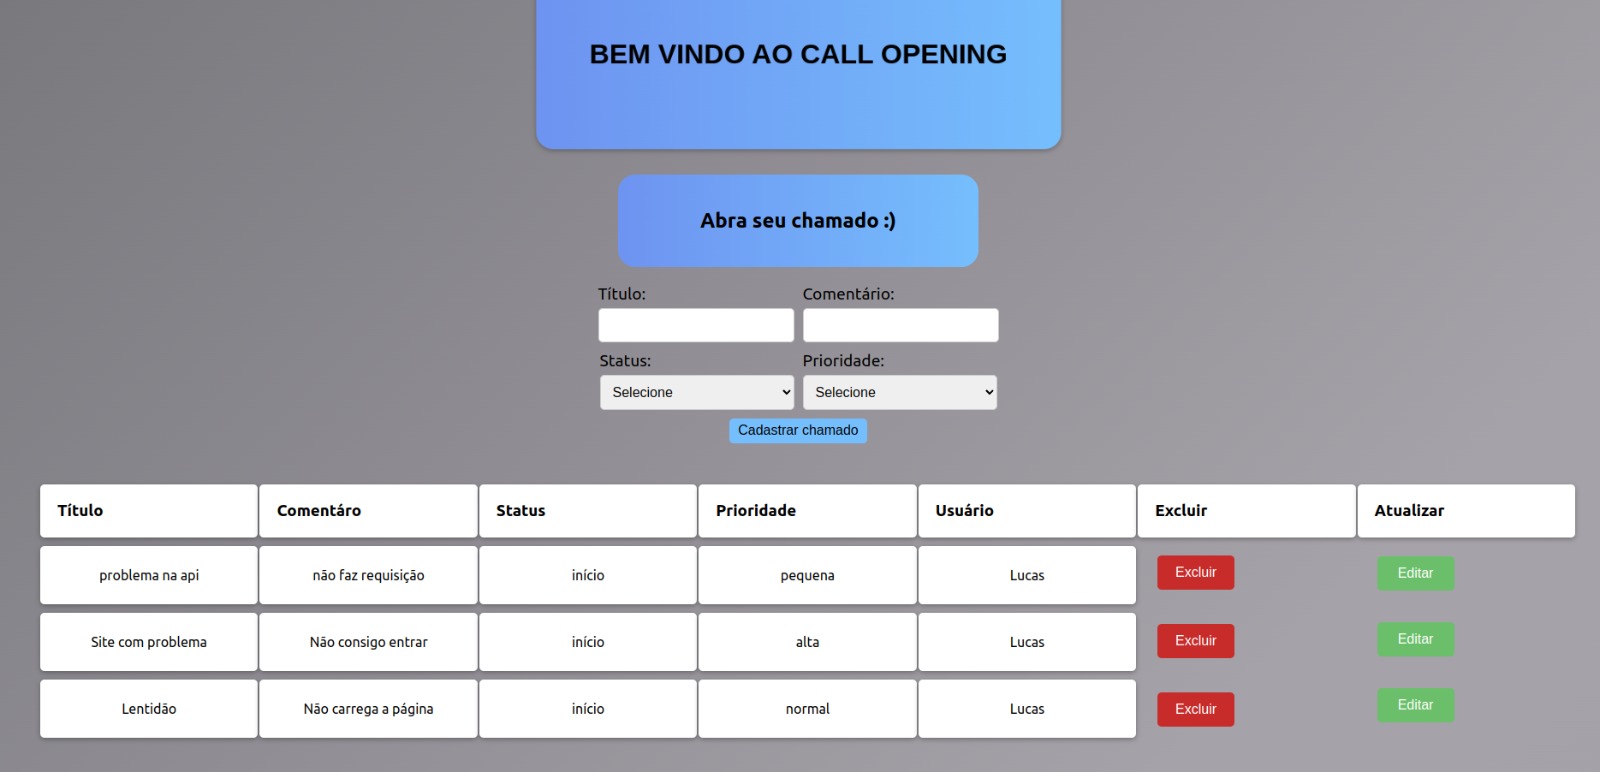 BEM VINDO AO CALL OPENING
Abra seu chamado :)
Título: Comentário:
Status: Prioridade:
Selecione Selecione
Cadastrar chamado
Título Comentáro Status Prioridade Usuário Excluir Atualizar
problema na api não faz requisição início pequena Lucas Excluir Editar
Site com problema Não consigo entrar início alta Lucas Excluir Editar
Lentidão Não carrega a página início normal Lucas Excluir Editar